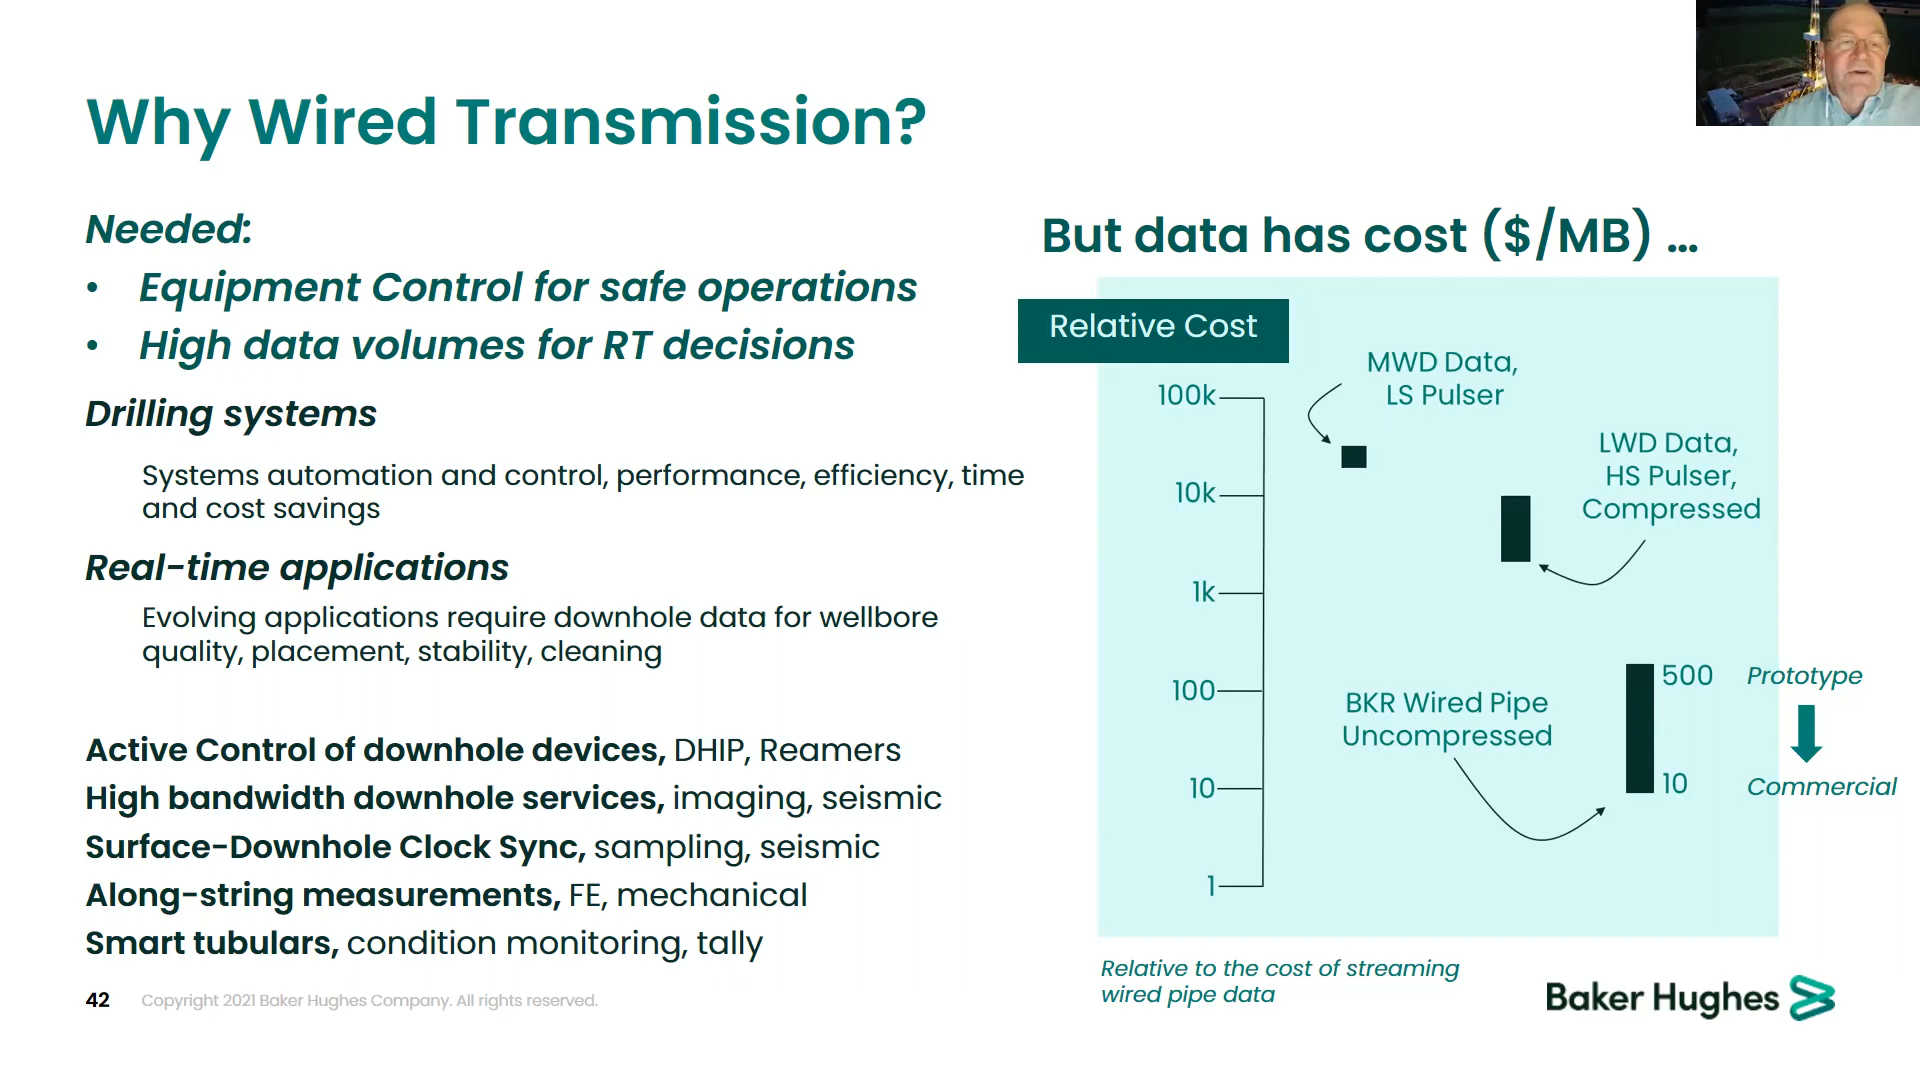 Why Wired Transmission?
Needed:
• Equipment Control for safe operations
• High data volumes for RT decisions
Drilling systems
Systems automation and control, performance, efficiency, time
and cost savings
Real-time applications
Evolving applications require downhole data for wellbore
quality, placement, stability, cleaning
Active Control of downhole devices, DHIP, Reamers
High bandwidth downhole services, imaging, seismic
Surface-Downhole Clock Sync, sampling, seismic
Along-string measurements, FE, mechanical
Smart tubulars, condition monitoring, tally
42 Copyright 2021 Baker Hughes Company. All rights reserved.
But data has cost ($/MB) ...
Relative Cost
100k
10k
1k
100
10
1
MWD Data,
LS Pulser
LWD Data,
HS Pulser,
Compressed
BKR Wired Pipe
Uncompressed
500 Prototype
10 Commercial
Relative to the cost of streaming
wired pipe data
Baker Hughes